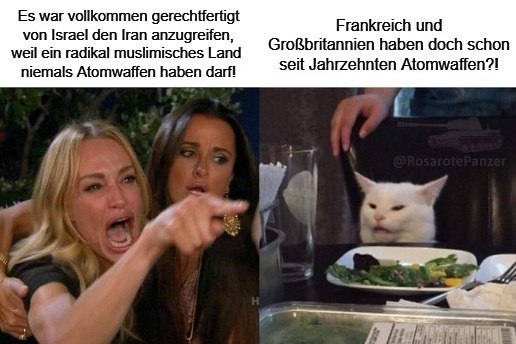 Es war vollkommen gerechtfertigt
von Israel den Iran anzugreifen,
weil ein radikal muslimisches Land
niemals Atomwaffen haben darf!
Frankreich und
Großbritannien haben doch schon
seit Jahrzehnten Atomwaffen?!
@RosarotePanzer